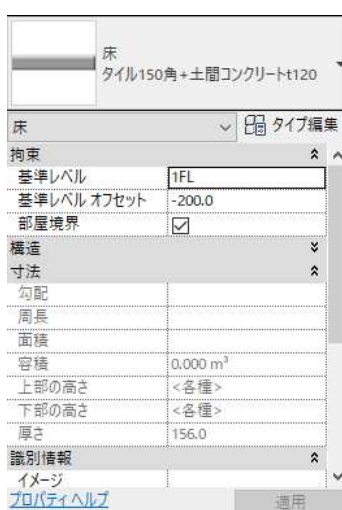 床
タイル150角+土間コンクリートt120
床 タイプ編集
拘束
基準レベル 1FL
基準レベル オフセット -200.0
部屋境界
構造
寸法
勾配
周長
面積
容積 0.000 m³
上部の高さ <各種>
下部の高さ <各種>
厚さ 156.0
識別情報
イメージ
プロパティ ヘルプ 適用